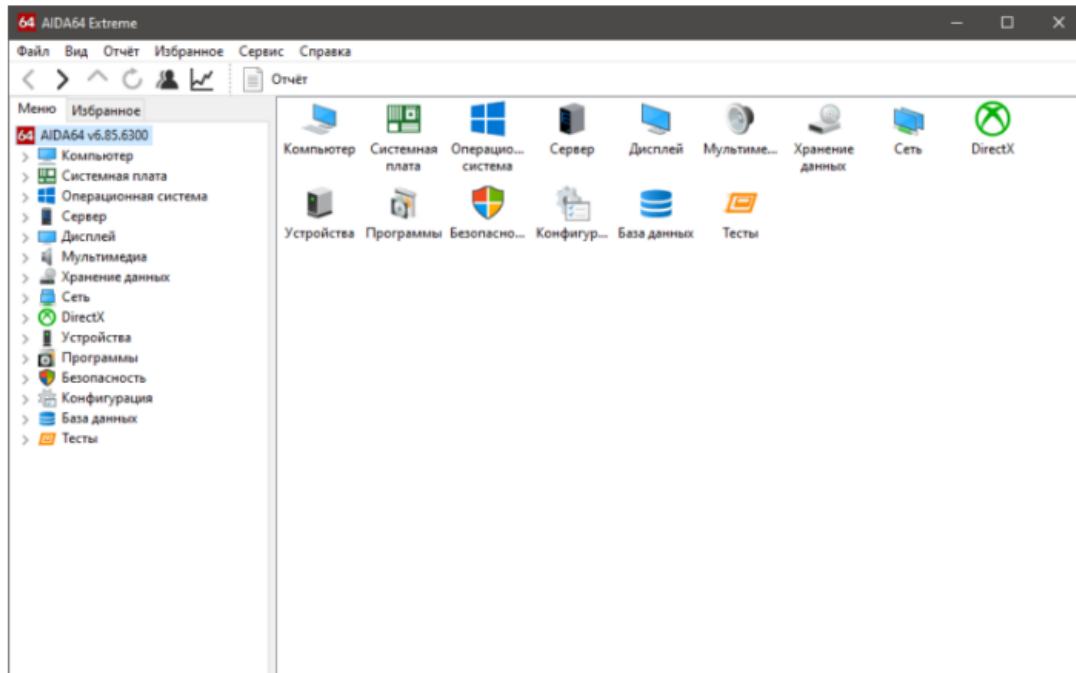 64 AIDA64 Extreme
Файл Вид Отчёт Избранное Сервис Справка
Отчёт
Меню Избранное
64 AIDA64 v6.85.6300
Компьютер
Системная плата
Операционная система
Сервер
Дисплей
Мультимедиа
Хранение данных
Сеть
DirectX
Устройства
Программы
Безопасность
Конфигурация
База данных
Тесты
Компьютер Системная Операцио... Сервер Дисплей Мультиме... Хранение Сеть DirectX
плата система данных
Устройства Программы Безопасно... Конфигур... База данных Тесты